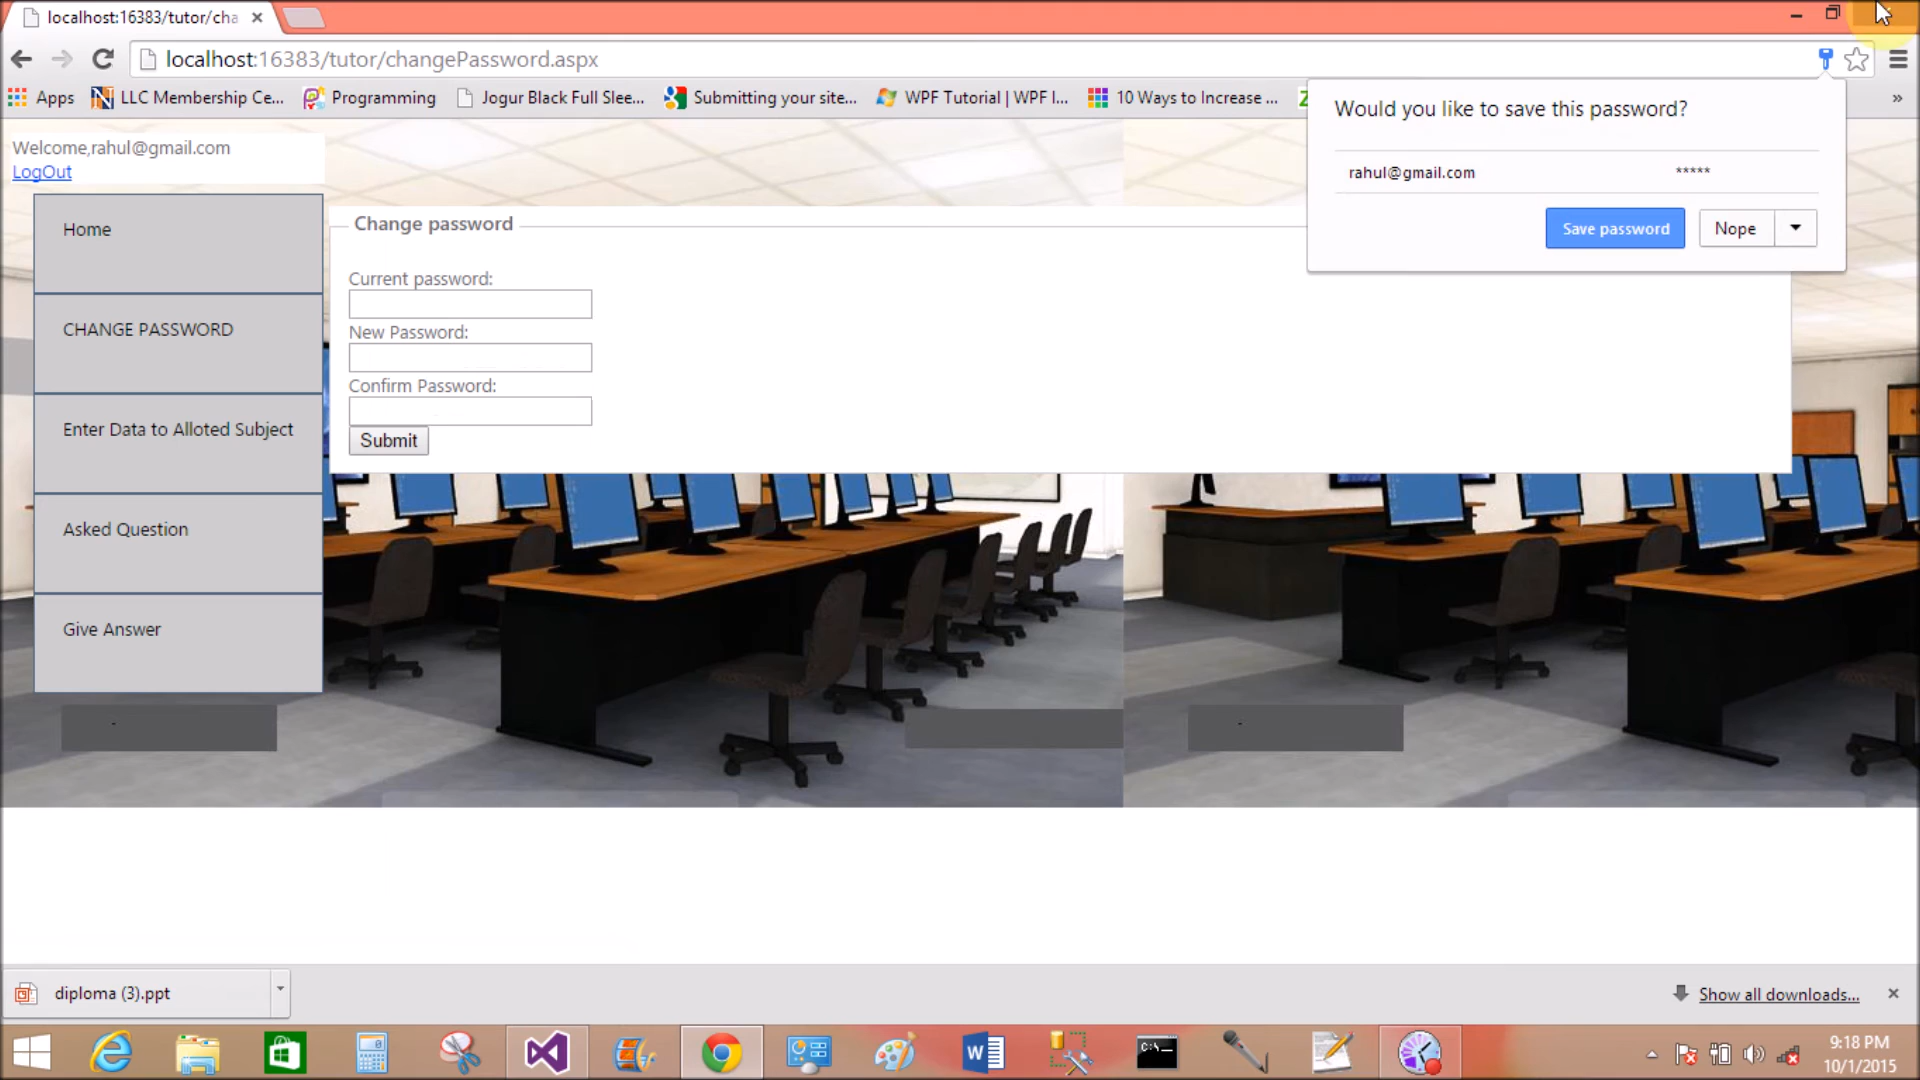 localhost:16383/tutor/cha
localhost:16383/tutor/changePassword.aspx
Apps
LLC Membership Ce...
Programming
Jogur Black Full Slee...
Submitting your site...
WPF Tutorial | WPF I...
10 Ways to Increase ...
»
Would you like to save this password?
rahul@gmail.com *****
Save password
Nope
Welcome,rahul@gmail.com
LogOut
Home
CHANGE PASSWORD
Enter Data to Alloted Subject
Asked Question
Give Answer
Change password
Current password:
New Password:
Confirm Password:
Submit
diploma (3).ppt
Show all downloads...
C:\_
9:18 PM
10/1/2015